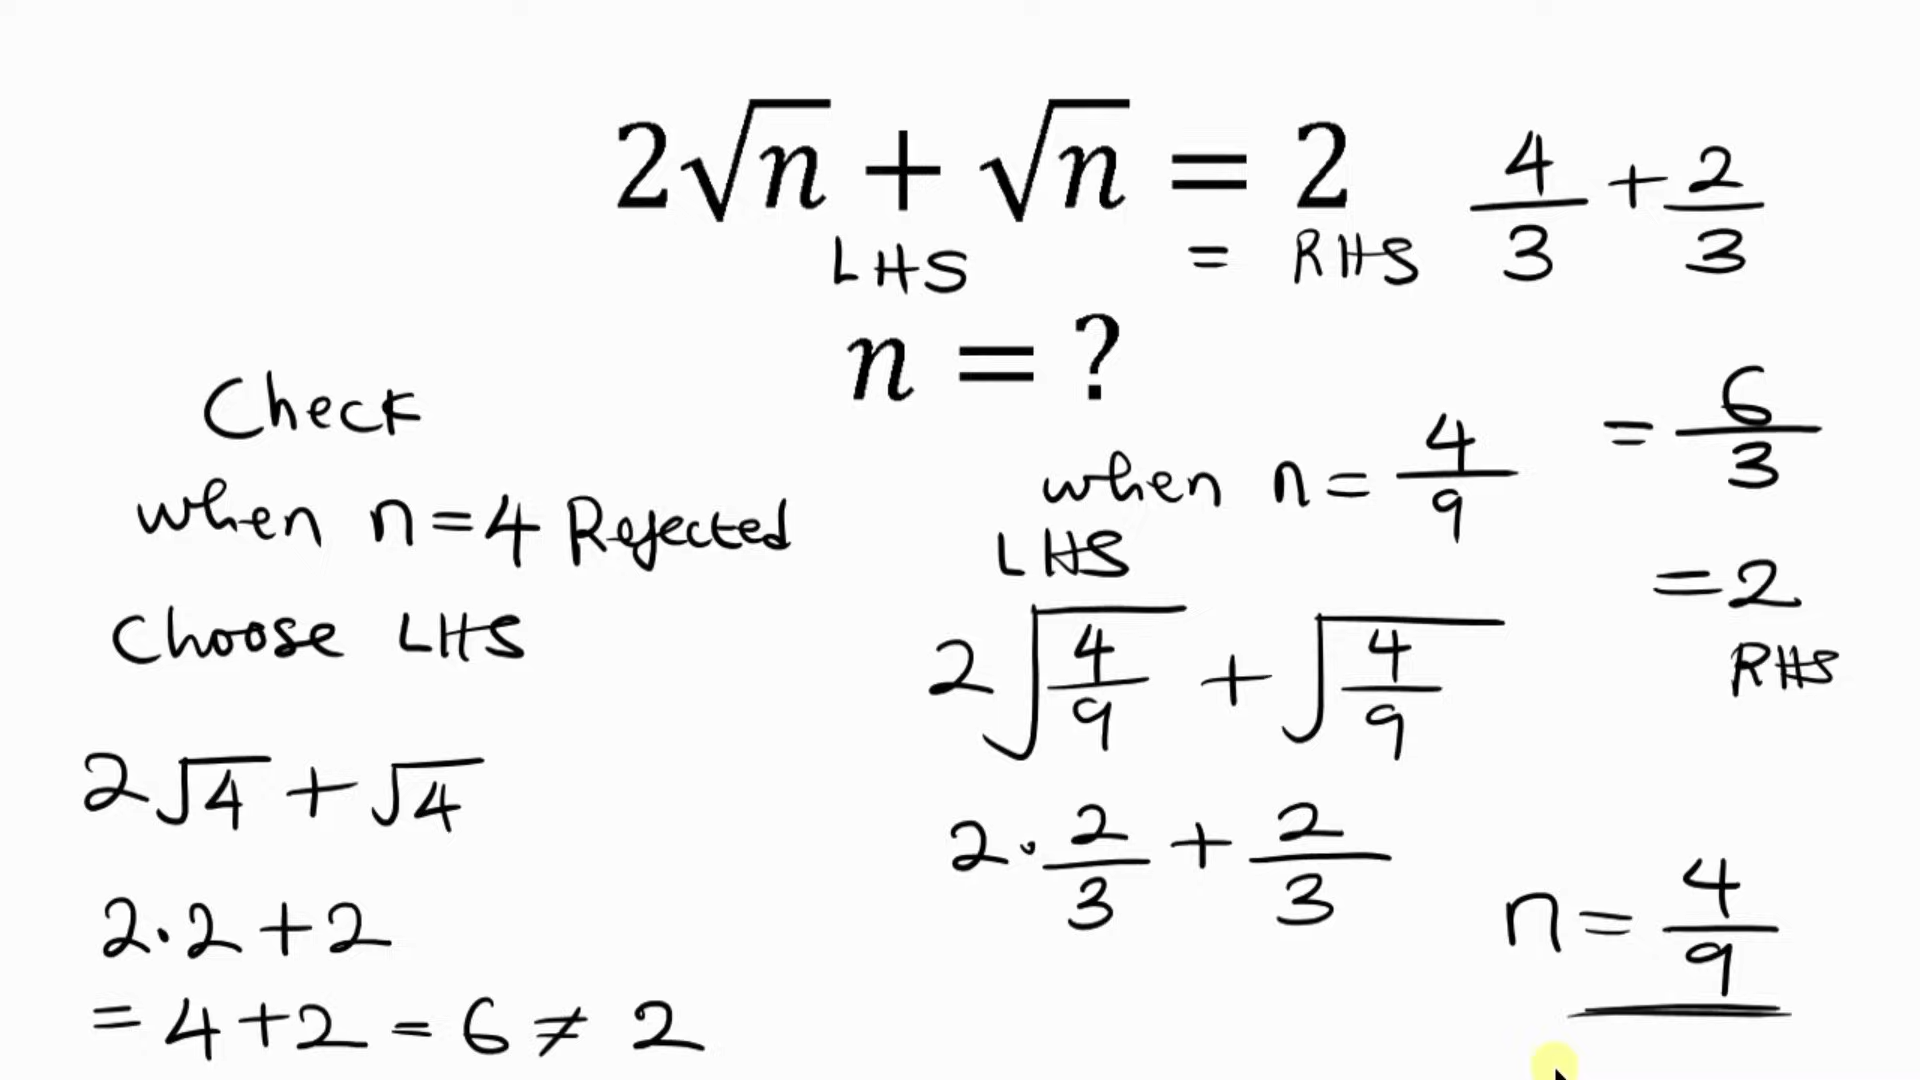 2√n + √n = 2
LHS = RHS
n = ?
Check
when n = 4 Rejected
Choose LHS
2√4 + √4
2·2 + 2
= 4 + 2 = 6 ≠ 2
when n = 4/9
LHS
2√(4/9) + √(4/9)
2·2/3 + 2/3
4/3 + 2/3
= 6/3
= 2
RHS
n = 4/9